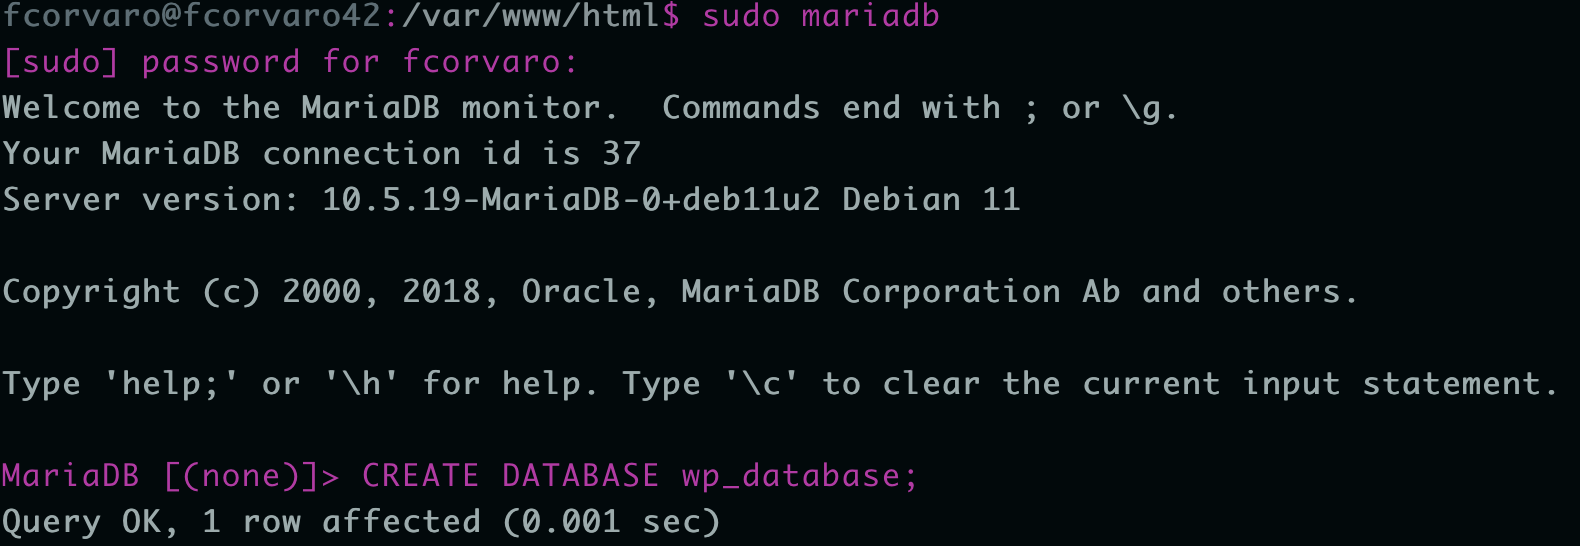 fcorvaro@fcorvaro42:/var/www/html$ sudo mariadb
[sudo] password for fcorvaro:
Welcome to the MariaDB monitor.  Commands end with ; or \g.
Your MariaDB connection id is 37
Server version: 10.5.19-MariaDB-0+deb11u2 Debian 11
Copyright (c) 2000, 2018, Oracle, MariaDB Corporation Ab and others.
Type 'help;' or '\h' for help. Type '\c' to clear the current input statement.
MariaDB [(none)]> CREATE DATABASE wp_database;
Query OK, 1 row affected (0.001 sec)